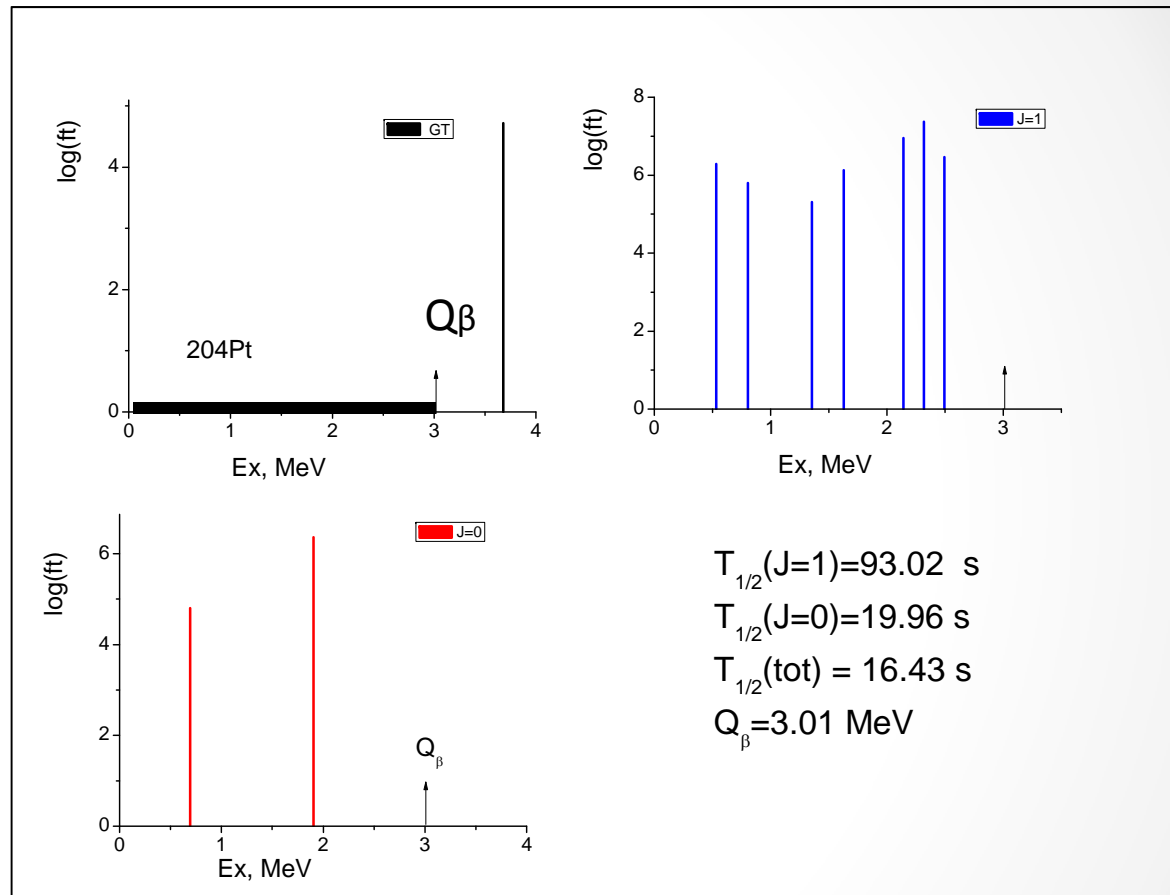 GT
log(ft)
4
2
0
204Pt
Qβ
0 1 2 3 4
Ex, MeV
J=1
log(ft)
8
6
4
2
0
0 1 2 3
Ex, MeV
J=0
log(ft)
6
4
2
0
Qβ
0 1 2 3 4
Ex, MeV
T1/2(J=1)=93.02 s
T1/2(J=0)=19.96 s
T1/2(tot) = 16.43 s
Qβ=3.01 MeV